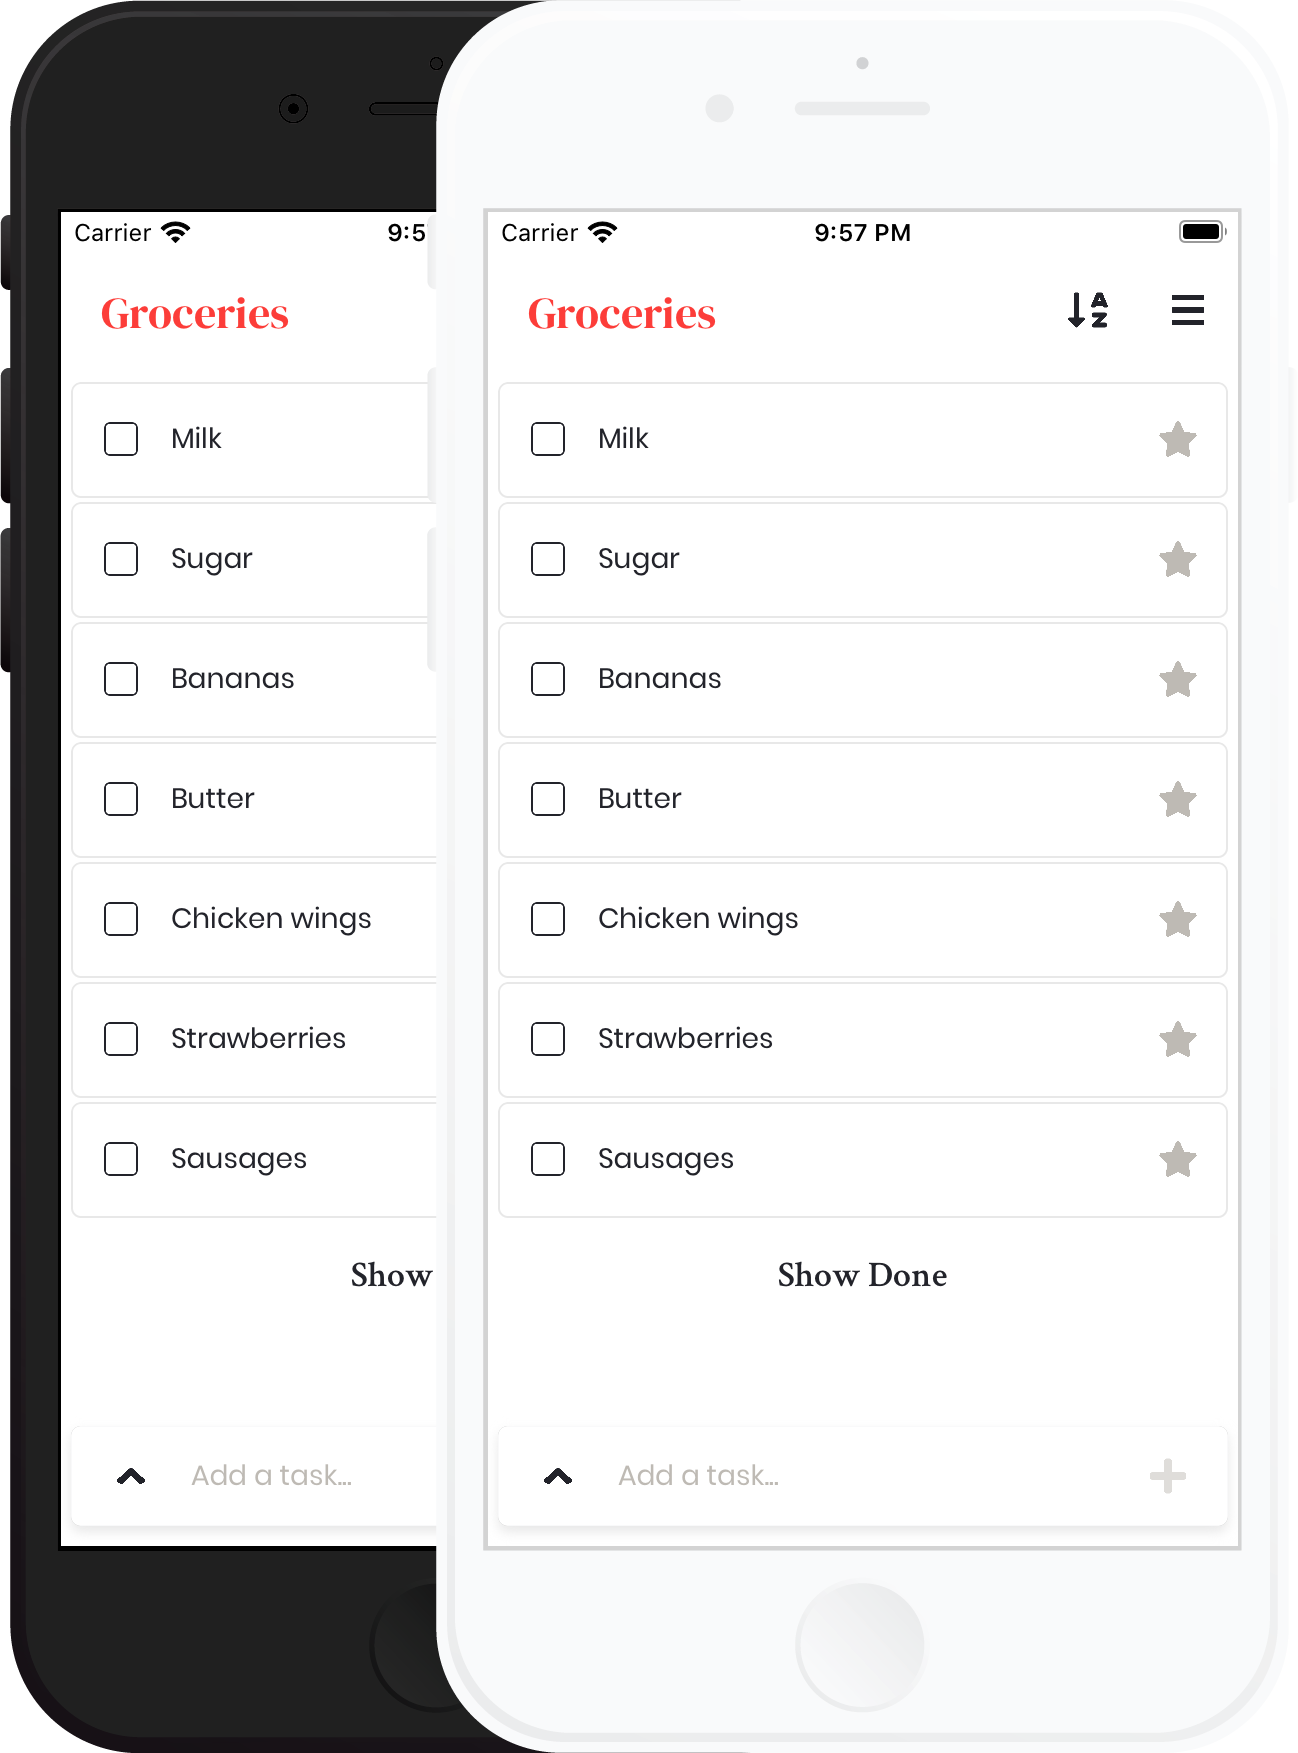 Carrier 9:5
Groceries
Milk
Sugar
Bananas
Butter
Chicken wings
Strawberries
Sausages
Show
Add a task...
Carrier 9:57 PM
Groceries
A
Z
Milk
Sugar
Bananas
Butter
Chicken wings
Strawberries
Sausages
Show Done
Add a task...